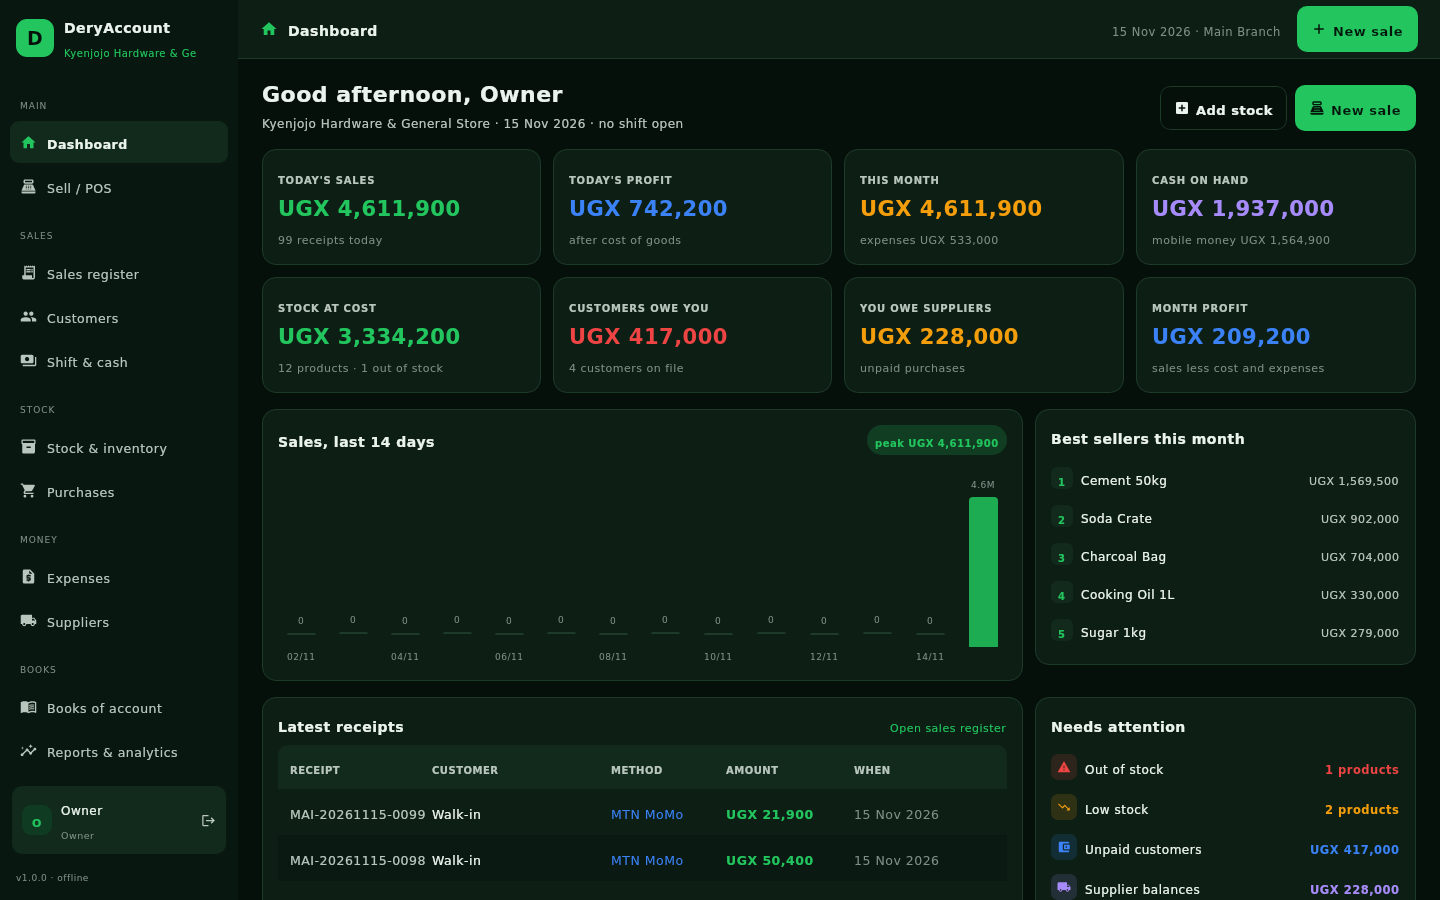 DeryAccount
Kyenjojo Hardware & Ge
MAIN
Dashboard
Sell / POS
SALES
Sales register
Customers
Shift & cash
STOCK
Stock & inventory
Purchases
MONEY
Expenses
Suppliers
BOOKS
Books of account
Reports & analytics
O
Owner
Owner
v1.0.0 · offline
D
Dashboard
15 Nov 2026 · Main Branch
New sale
Good afternoon, Owner
Kyenjojo Hardware & General Store · 15 Nov 2026 · no shift open
Add stock
New sale
TODAY'S SALES
UGX 4,611,900
99 receipts today
TODAY'S PROFIT
UGX 742,200
after cost of goods
THIS MONTH
UGX 4,611,900
expenses UGX 533,000
CASH ON HAND
UGX 1,937,000
mobile money UGX 1,564,900
STOCK AT COST
UGX 3,334,200
12 products · 1 out of stock
CUSTOMERS OWE YOU
UGX 417,000
4 customers on file
YOU OWE SUPPLIERS
UGX 228,000
unpaid purchases
MONTH PROFIT
UGX 209,200
sales less cost and expenses
Sales, last 14 days
peak UGX 4,611,900
4.6M
0 0 0 0 0 0 0 0 0 0 0 0 0
02/11 04/11 06/11 08/11 10/11 12/11 14/11
Best sellers this month
1 Cement 50kg UGX 1,569,500
2 Soda Crate UGX 902,000
3 Charcoal Bag UGX 704,000
4 Cooking Oil 1L UGX 330,000
5 Sugar 1kg UGX 279,000
Latest receipts
Open sales register
RECEIPT CUSTOMER METHOD AMOUNT WHEN
MAI-20261115-0099 Walk-in MTN MoMo UGX 21,900 15 Nov 2026
MAI-20261115-0098 Walk-in MTN MoMo UGX 50,400 15 Nov 2026
Needs attention
Out of stock 1 products
Low stock 2 products
Unpaid customers UGX 417,000
Supplier balances UGX 228,000